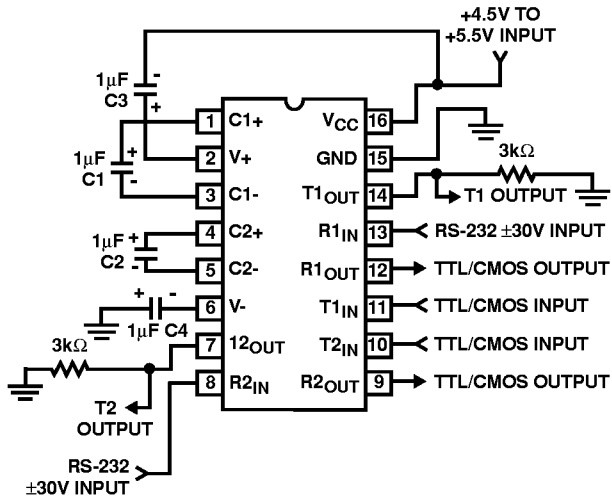 +4.5V TO
+5.5V INPUT
1μF
C3
-
+
1μF
C1
+
-
1μF
C2
+
-
+
-
1μF C4
3kΩ
T2
OUTPUT
RS-232
±30V INPUT
1 C1+
2 V+
3 C1-
4 C2+
5 C2-
6 V-
7 12OUT
8 R2IN
VCC 16
GND 15
T1OUT 14
R1IN 13
R1OUT 12
T1IN 11
T2IN 10
R2OUT 9
3kΩ
T1 OUTPUT
RS-232 ±30V INPUT
TTL/CMOS OUTPUT
TTL/CMOS INPUT
TTL/CMOS INPUT
TTL/CMOS OUTPUT